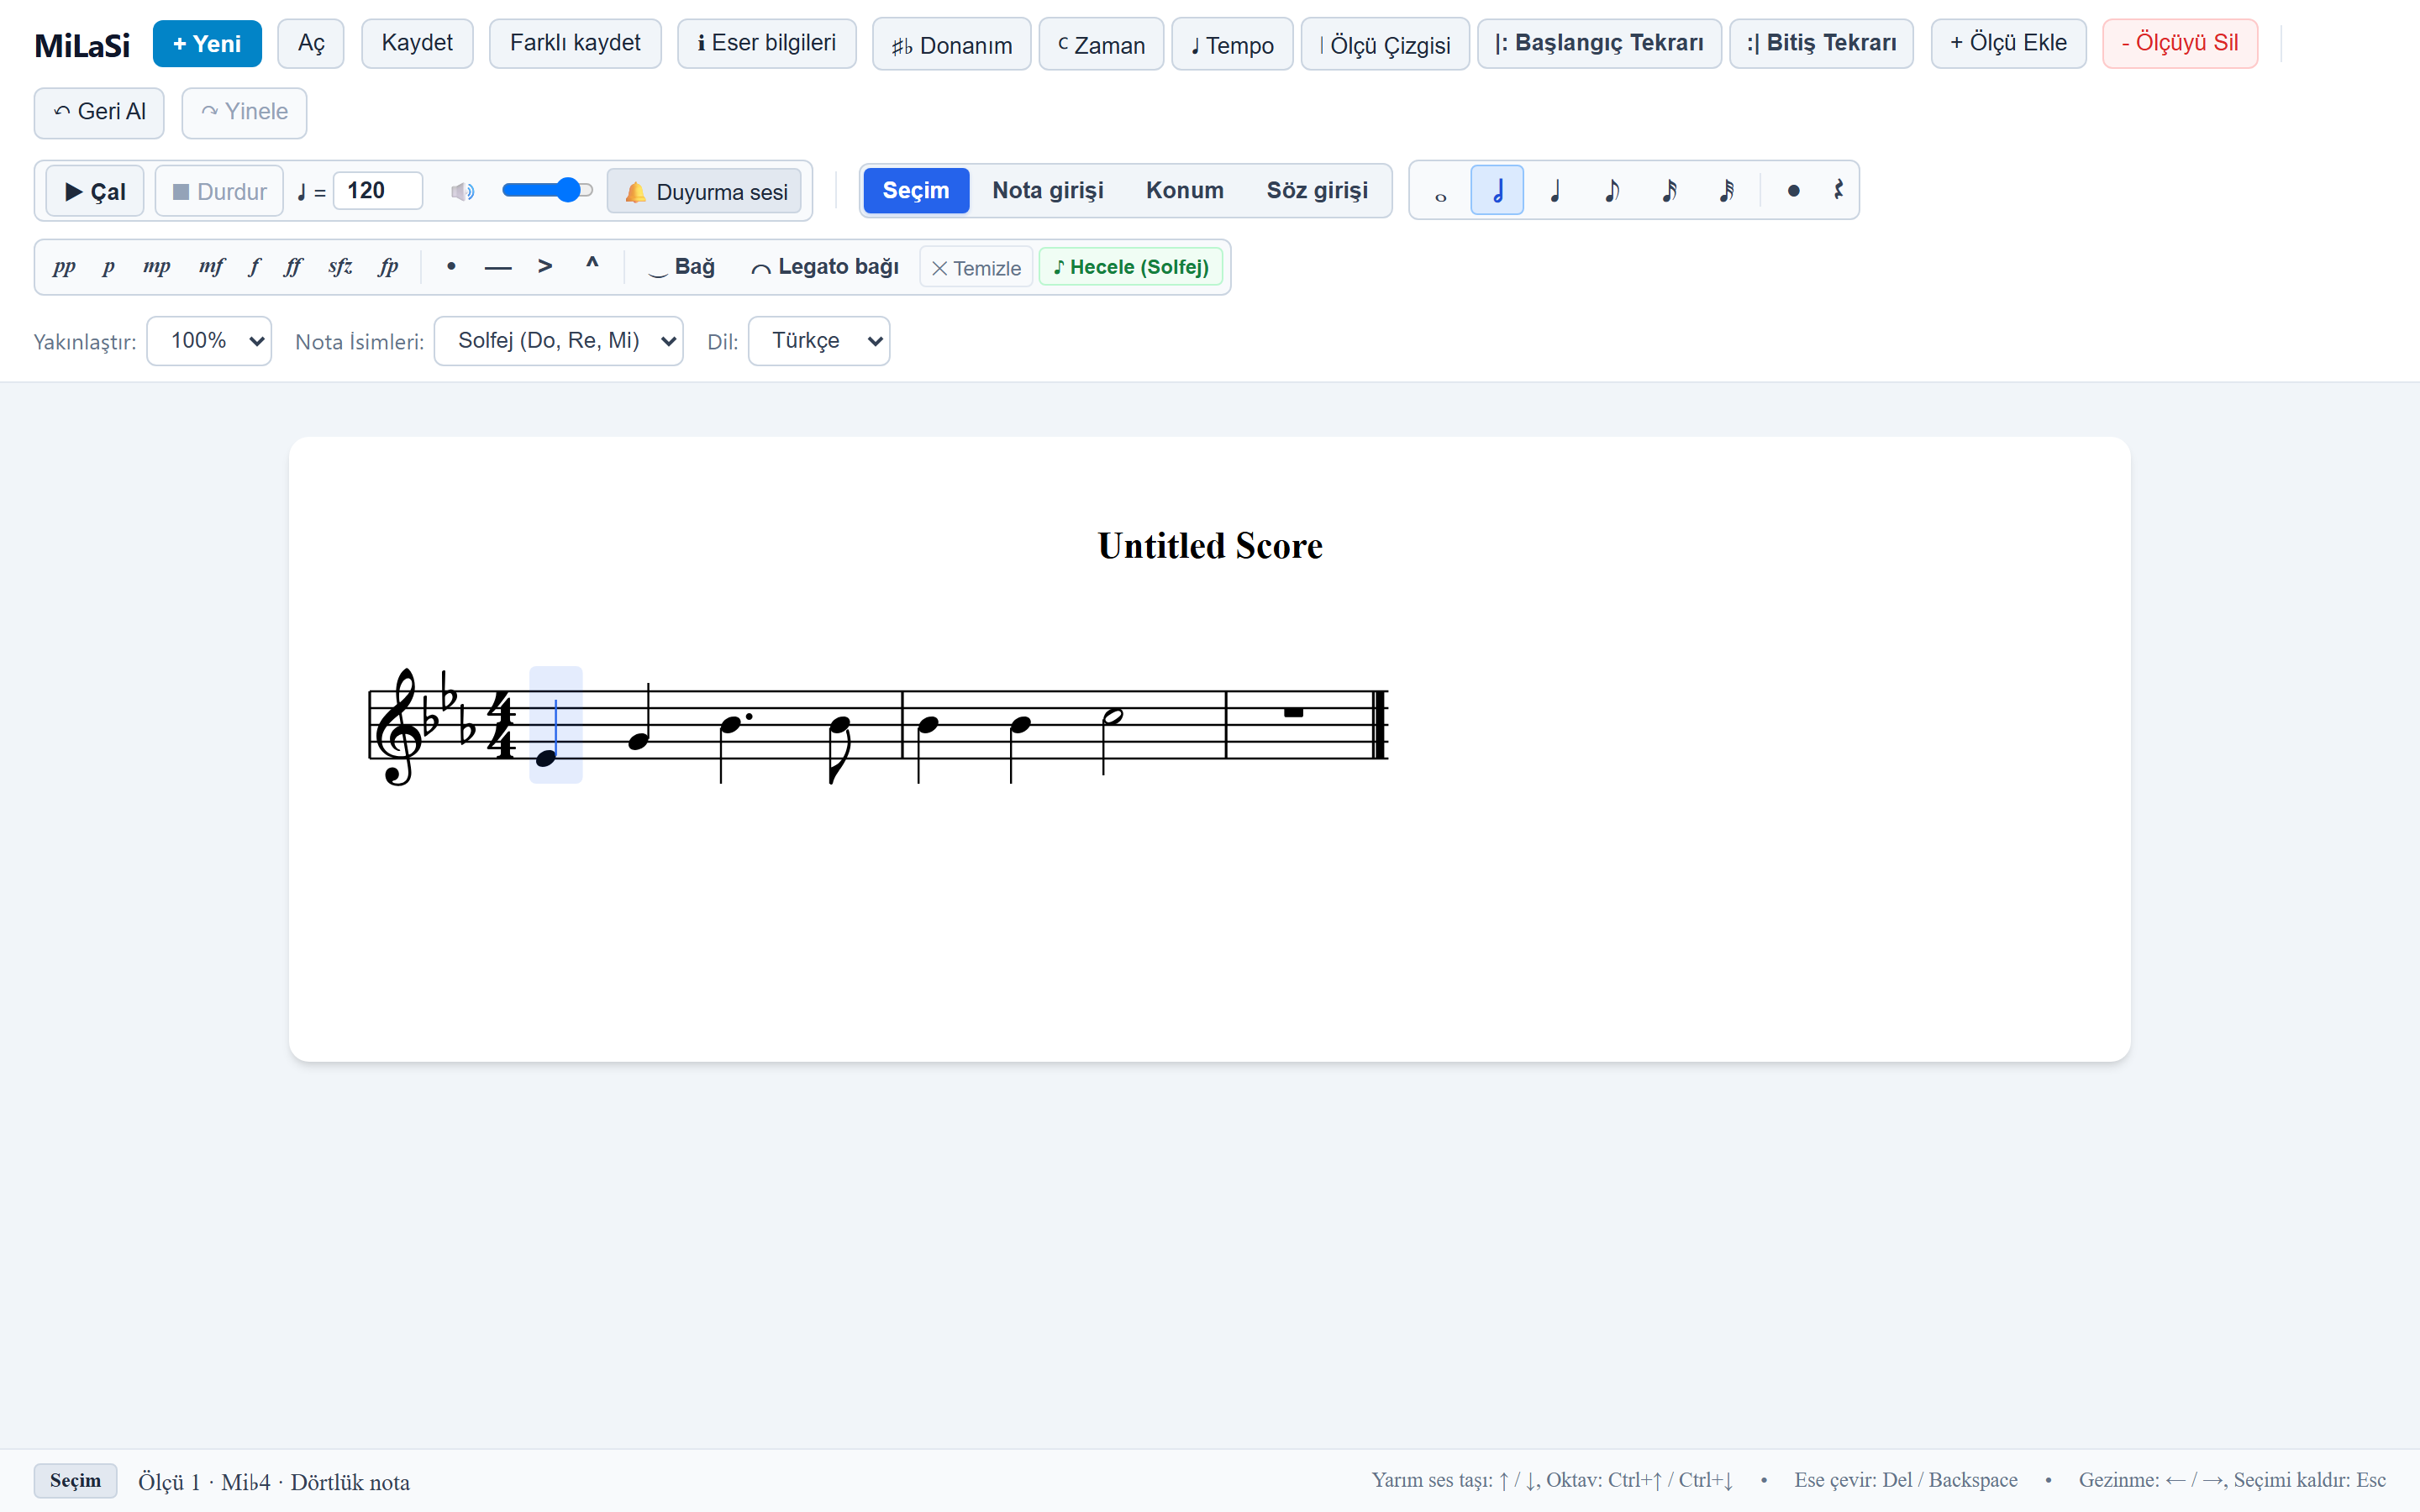 MiLaSi + Yeni Aç Kaydet Farklı kaydet ℹ Eser bilgileri ♯♭ Donanım C Zaman ♩ Tempo | Ölçü Çizgisi |: Başlangıç Tekrarı :| Bitiş Tekrarı + Ölçü Ekle - Ölçüyü Sil
↶ Geri Al ↷ Yinele
▶ Çal ■ Durdur ♩ = 120 🔊 🔔 Duyurma sesi Seçim Nota girişi Konum Söz girişi
pp p mp mf f ff sfz fp • — > ^ ‿ Bağ ⌒ Legato bağı ✕ Temizle ♪ Hecele (Solfej)
Yakınlaştır: 100% Nota İsimleri: Solfej (Do, Re, Mi) Dil: Türkçe
Untitled Score
4
4
Seçim Ölçü 1 · Mi♭4 · Dörtlük nota Yarım ses taşı: ↑ / ↓, Oktav: Ctrl+↑ / Ctrl+↓ • Ese çevir: Del / Backspace • Gezinme: ← / →, Seçimi kaldır: Esc